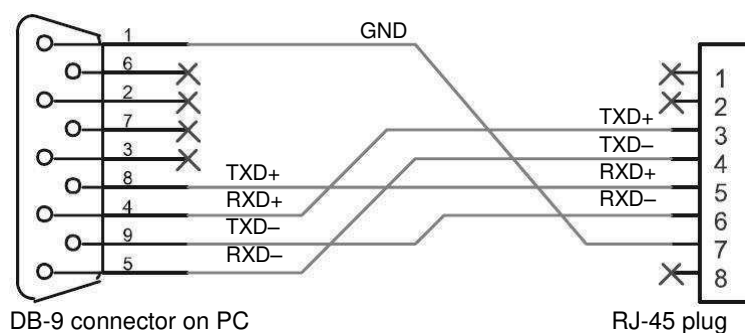 GND
1
6
2
7
3
8
4
9
5
TXD+
RXD+
TXD–
RXD–
TXD+
TXD–
RXD+
RXD–
1
2
3
4
5
6
7
8
DB-9 connector on PC
RJ-45 plug